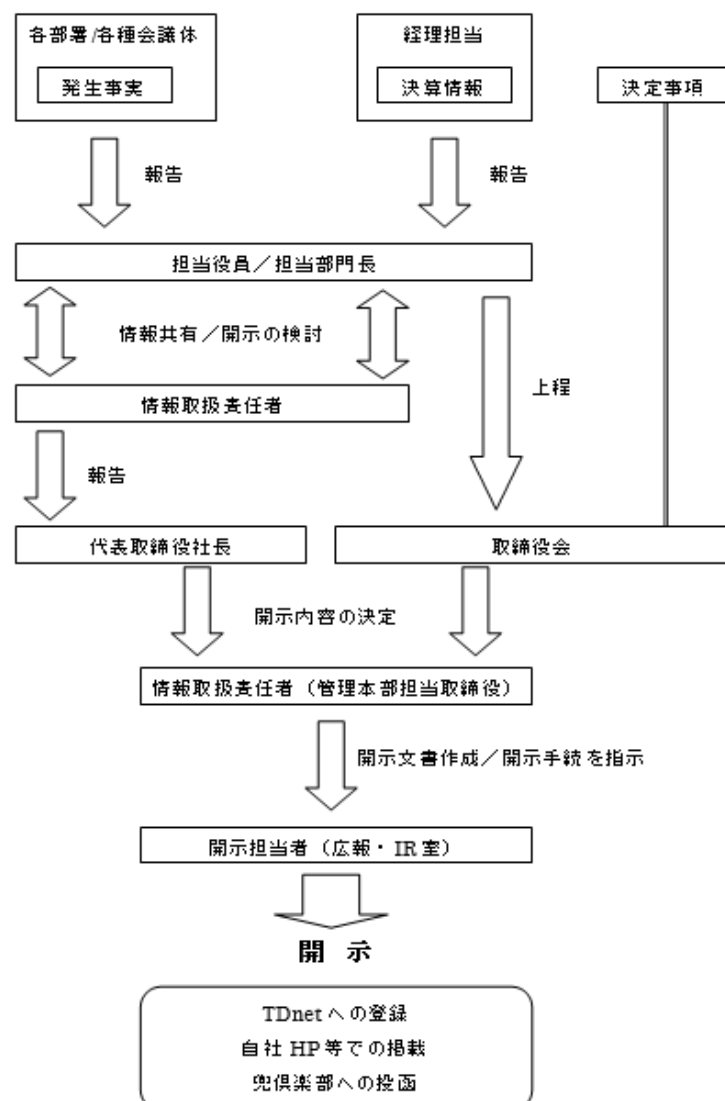 各部署/各種会議体
発生事実
経理担当
決算情報
決定事項
報告
報告
担当役員／担当部門長
情報共有／開示の検討
情報取扱責任者
上程
報告
代表取締役社長
取締役会
開示内容の決定
情報取扱責任者（管理本部担当取締役）
開示文書作成／開示手続を指示
開示担当者（広報・IR室）
開 示
TDnet への登録
自社 HP 等での掲載
兜倶楽部への投函